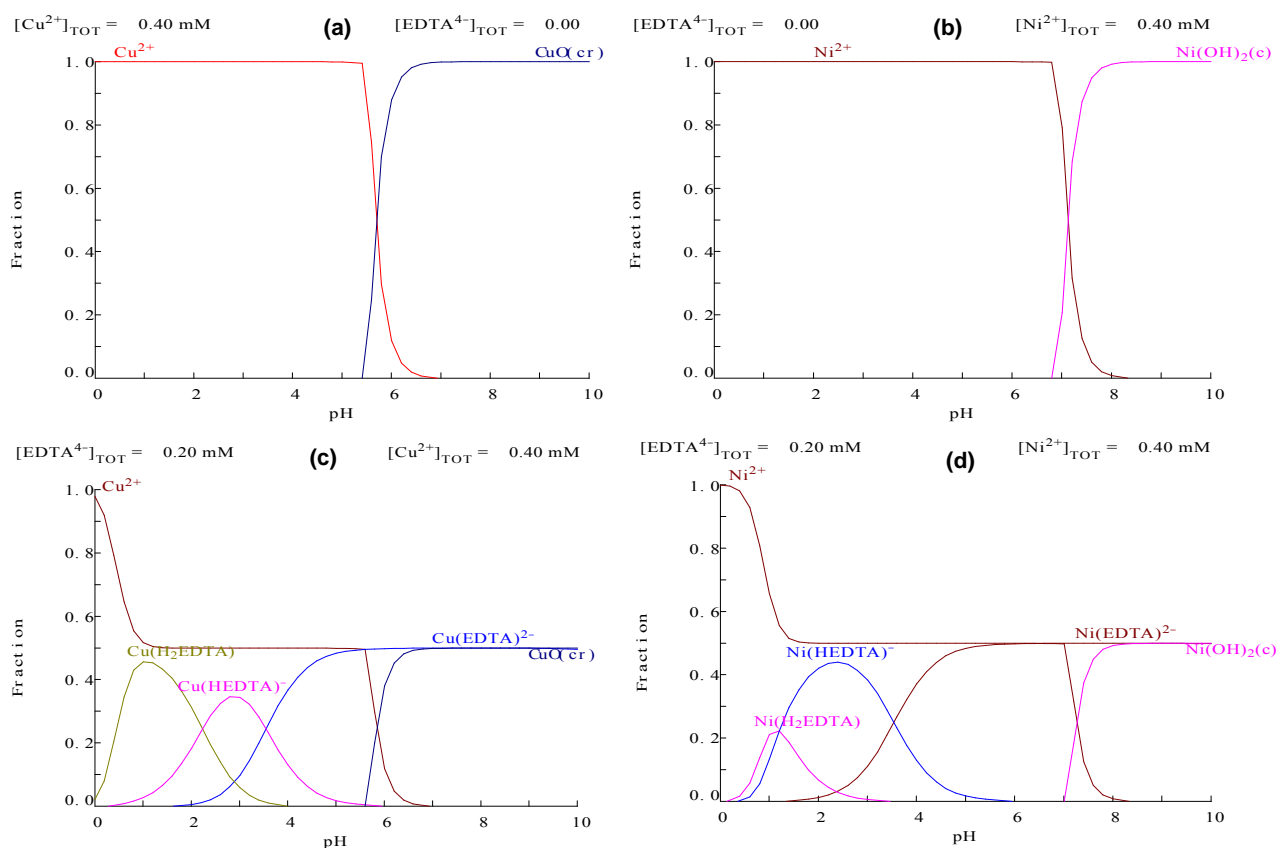 [Cu²⁺]TOT = 0.40 mM (a) [EDTA⁴⁻]TOT = 0.00
Cu²⁺ CuO(cr)
1.0
0.8
0.6
0.4
0.2
0.0
Fraction
0 2 4 6 8 10
pH
[EDTA⁴⁻]TOT = 0.00 (b) [Ni²⁺]TOT = 0.40 mM
Ni²⁺ Ni(OH)₂(c)
1.0
0.8
0.6
0.4
0.2
0.0
Fraction
0 2 4 6 8 10
pH
[EDTA⁴⁻]TOT = 0.20 mM (c) [Cu²⁺]TOT = 0.40 mM
Cu²⁺
1.0
0.8
0.6
0.4
0.2
0.0
Fraction
Cu(EDTA)²⁻
Cu(H₂EDTA) CuO(cr)
Cu(HEDTA)⁻
0 2 4 6 8 10
pH
[EDTA⁴⁻]TOT = 0.20 mM (d) [Ni²⁺]TOT = 0.40 mM
Ni²⁺
1.0
0.8
0.6
0.4
0.2
0.0
Fraction
Ni(EDTA)²⁻
Ni(HEDTA)⁻ Ni(OH)₂(c)
Ni(H₂EDTA)
0 2 4 6 8 10
pH